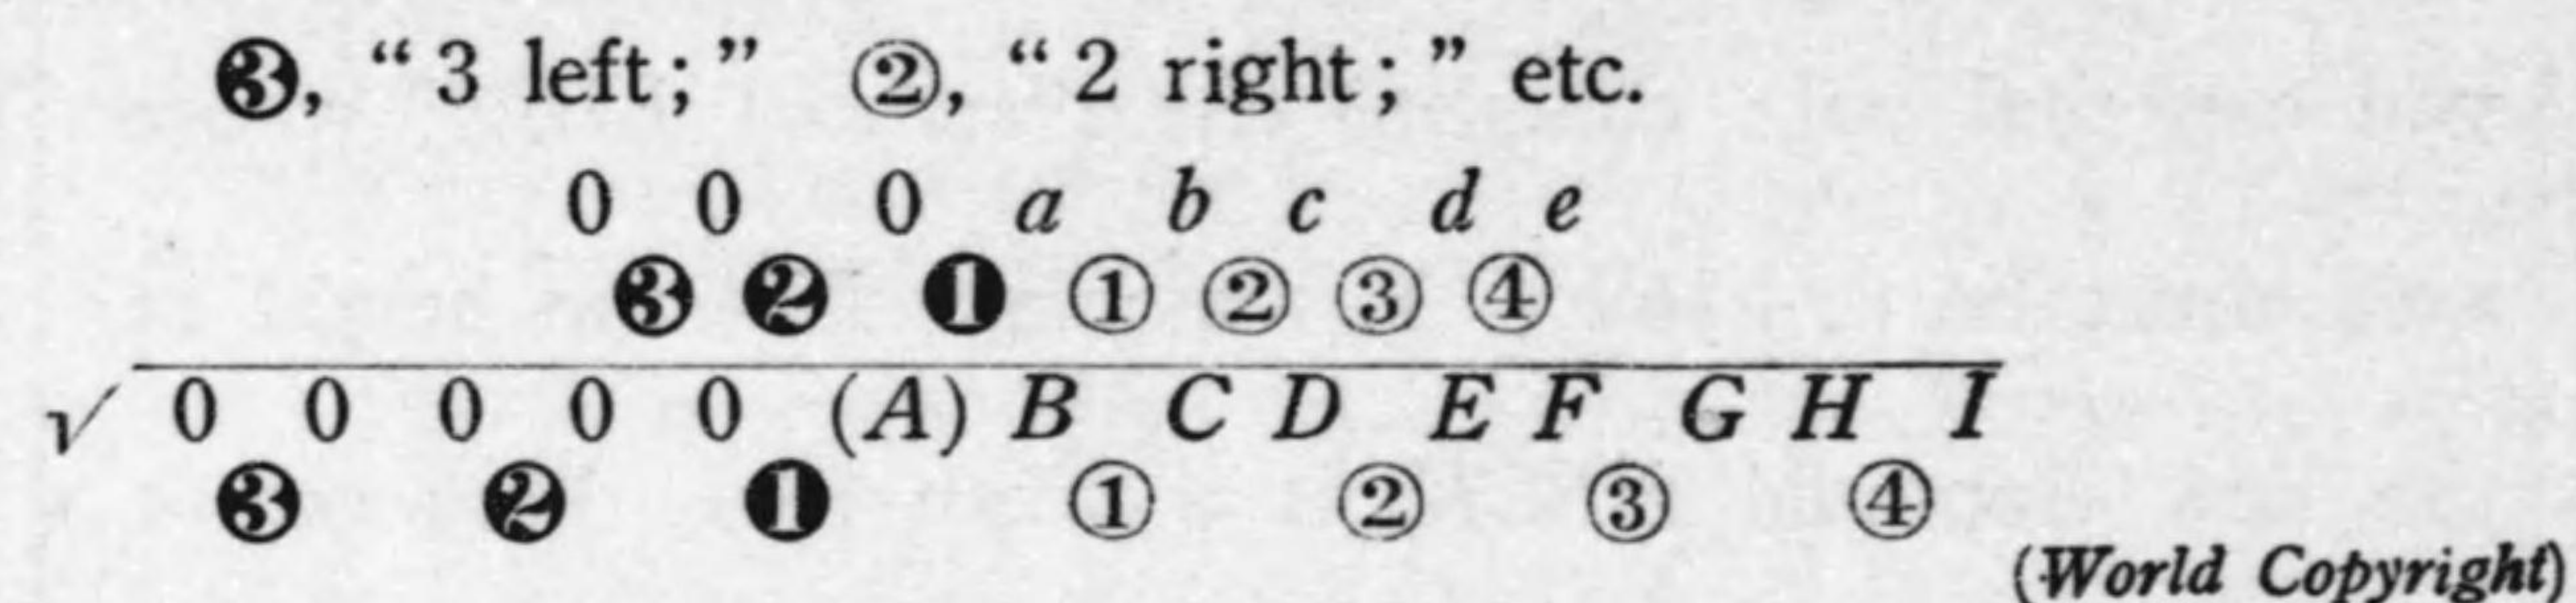 ❸, “3 left;” ②, “2 right;” etc.
0 0 0 a b c d e
❸ ❷ ❶ ① ② ③ ④
√ 0 0 0 0 0 (A) B C D E F G H I
❸ ❷ ❶ ① ② ③ ④
(World Copyright)